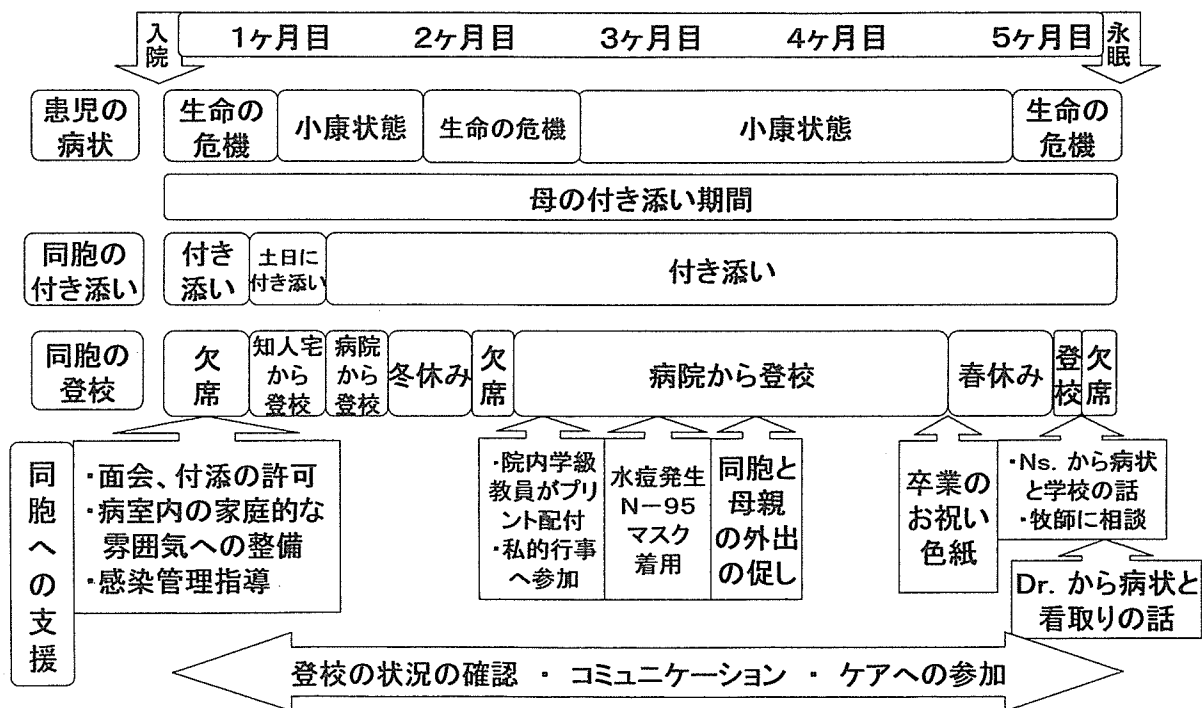 入院
1ヶ月目 2ヶ月目 3ヶ月目 4ヶ月目 5ヶ月目
永眠
患児の
病状
生命の
危機
小康状態
生命の危機
小康状態
生命の
危機
母の付き添い期間
同胞の
付き添い
付き
添い
土日に
付き添い
付き添い
同胞の
登校
欠席
知人宅
から
登校
病院
から
登校
冬休み
欠席
病院から登校
春休み
登校
欠席
同胞への支援
・面会、付添の許可
・病室内の家庭的な
雰囲気への整備
・感染管理指導
・院内学級
教員がプリ
ント配付
・私的行事
へ参加
水痘発生
N−95
マスク
着用
同胞と
母親
の外出
の促し
卒業の
お祝い
色紙
・Ns. から病状
と学校の話
・牧師に相談
Dr. から病状と
看取りの話
登校の状況の確認 ・ コミュニケーション ・ ケアへの参加